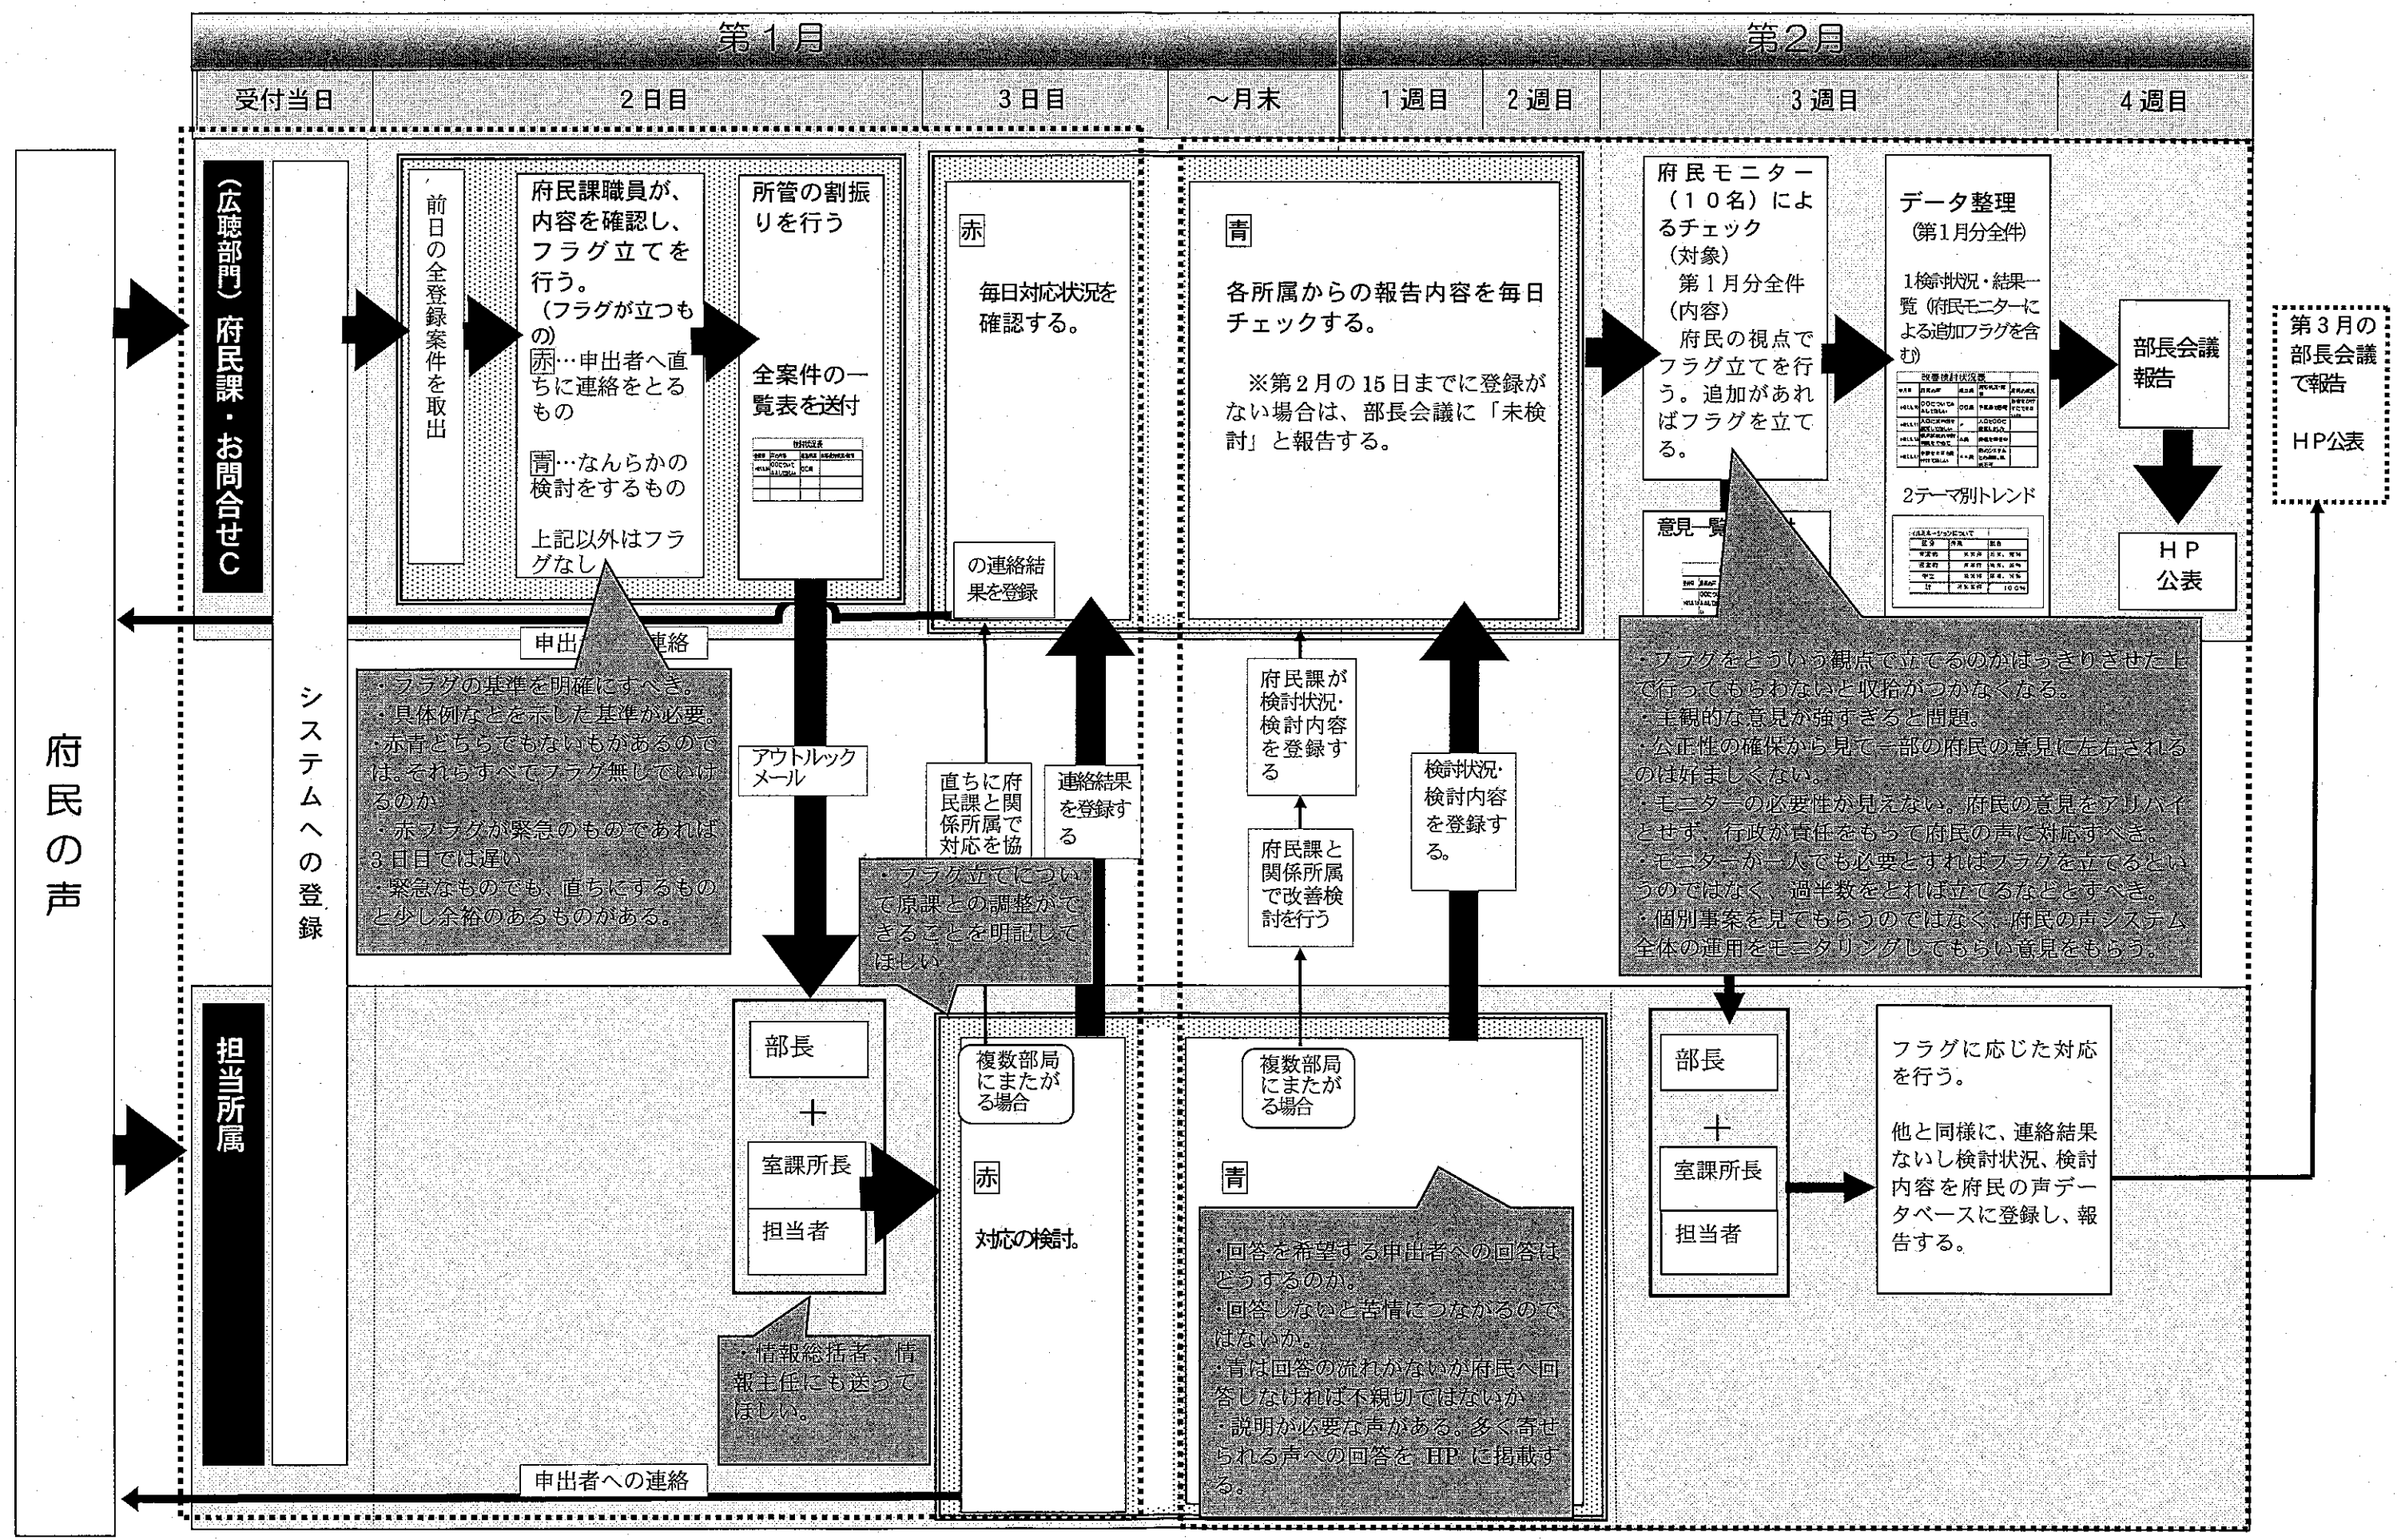 第1月
第2月
受付当日
2日目
3日目
～月末
1週目
2週目
3週目
4週目
府民の声
（広聴部門）府民課・お問合せC
担当所属
システムへの登録
前日の全登録案件を取出
府民課職員が、
内容を確認し、
フラグ立てを
行う。
（フラグが立つも
の）
赤…申出者へ直
ちに連絡をとる
もの
青…なんらかの
検討をするもの
上記以外はフラ
グなし
所管の割振
りを行う
全案件の一
覧表を送付
赤
毎日対応状況を
確認する。
の連絡結
果を登録
青
各所属からの報告内容を毎日
チェックする。
※第2月の15日までに登録が
ない場合は、部長会議に「未検
討」と報告する。
府民モニター
（10名）によ
るチェック
（対象）
第1月分全件
（内容）
府民の視点で
フラグ立てを行
う。追加があれ
ばフラグを立て
る。
意見一覧
データ整理
（第1月分全件）
1検討状況・結果一
覧（府民モニターに
よる追加フラグを含
む）
改善検討状況表
2テーマ別トレンド
部長会議
報告
HP
公表
第3月の
部長会議
で報告
HP公表
申出
連絡
・フラグの基準を明確にすべき。
・具体例などを示した基準が必要。
・赤青どちらでもないもがあるので
は。それらすべてフラグ無しでいけ
るのか
・赤フラグが緊急のものであれば
3日目では遅い
・緊急なものでも、直ちにするもの
と少し余裕のあるものがある。
アウトルック
メール
直ちに府
民課と関
係所属で
対応を協
連絡結果
を登録す
る
・フラグ立てについ
て原課との調整がで
きることを明記して
ほしい
府民課が
検討状況・
検討内容
を登録す
る
府民課と
関係所属
で改善検
討を行う
検討状況・
検討内容
を登録す
る。
・フラグをどういう観点で立てるのかはっきりさせた上
で行ってもらわないと収拾がつかなくなる。
・主観的な意見が強すぎると問題。
・公正性の確保から見て一部の府民の意見に左右される
のは好ましくない。
・モニターの必要性が見えない。府民の意見をアリバイ
とせず、行政が責任をもって府民の声に対応すべき。
・モニターが一人でも必要とすればフラグを立てるとい
うのではなく、過半数をとれば立てるなどとすべき。
・個別事案を見てもらうのではなく、府民の声システム
全体の運用をモニタリングしてもらい意見をもらう。
部長
＋
室課所長
担当者
・情報総括者、情
報主任にも送って
ほしい。
複数部局
にまたが
る場合
赤
対応の検討。
複数部局
にまたが
る場合
青
・回答を希望する申出者への回答は
どうするのか。
・回答しないと苦情につながるので
はないか。
・青は回答の流れがないが府民へ回
答しなければ不親切ではないか
・説明が必要な声がある。多く寄せ
られる声への回答を HP に掲載す
る。
部長
＋
室課所長
担当者
フラグに応じた対応
を行う。
他と同様に、連絡結果
ないし検討状況、検討
内容を府民の声デー
タベースに登録し、報
告する。
申出者への連絡